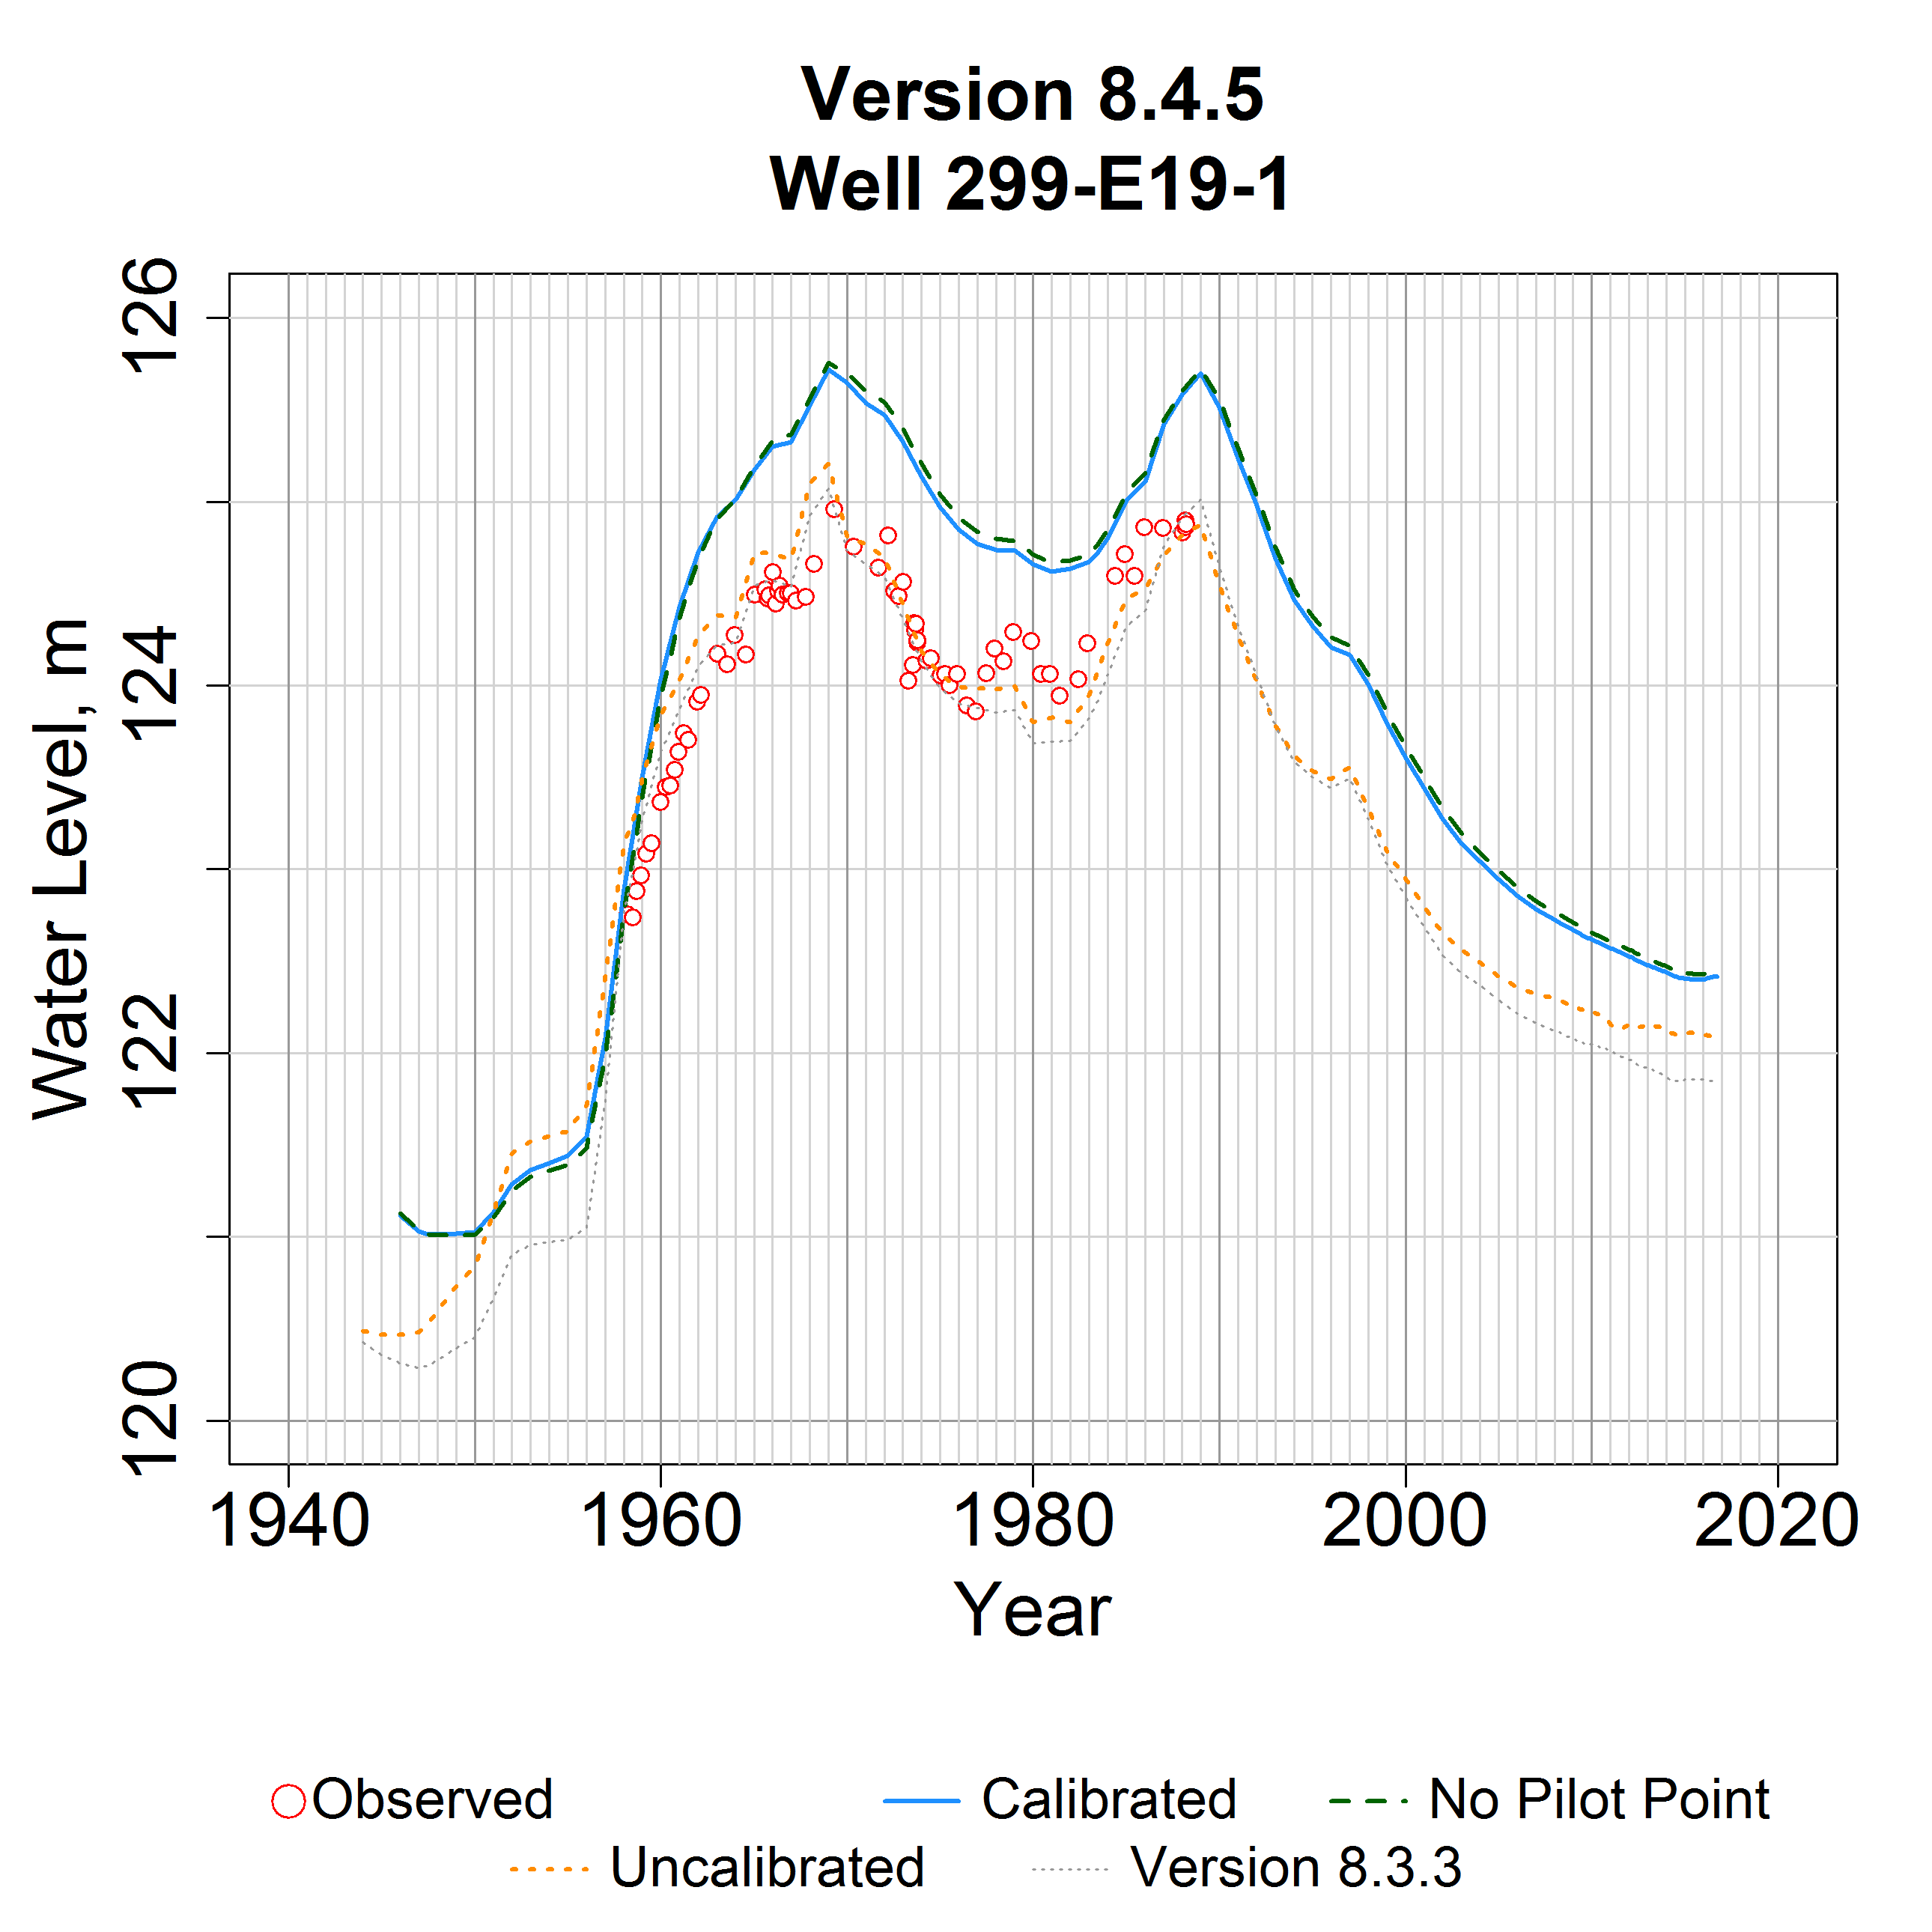 Version 8.4.5
Well 299-E19-1
126
124
122
120
Water Level, m
1940 1960 1980 2000 2020
Year
Observed Calibrated No Pilot Point
Uncalibrated Version 8.3.3